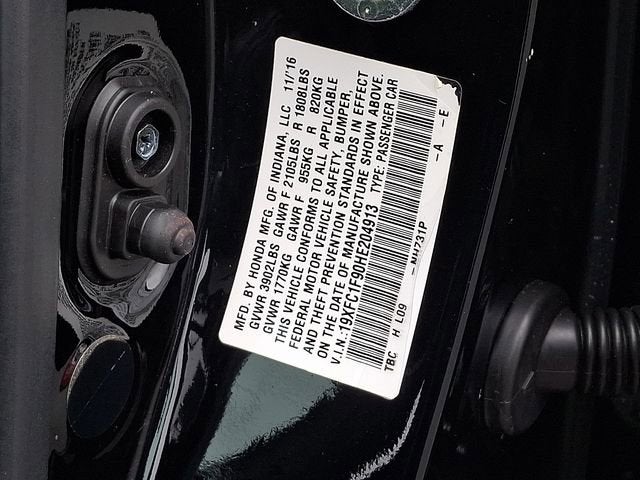 MFD. BY HONDA MFG. OF INDIANA, LLC 11/'16
GVWR 3902LBS GAWR F 2105LBS R 1808LBS
GVWR 1770KG GAWR F 955KG R 820KG
THIS VEHICLE CONFORMS TO ALL APPLICABLE
FEDERAL MOTOR VEHICLE SAFETY, BUMPER,
AND THEFT PREVENTION STANDARDS IN EFFECT
ON THE DATE OF MANUFACTURE SHOWN ABOVE.
V.I.N.:19XFC1F90HE204913 TYPE: PASSENGER CAR
TBC H L09 -NH731P -A -E